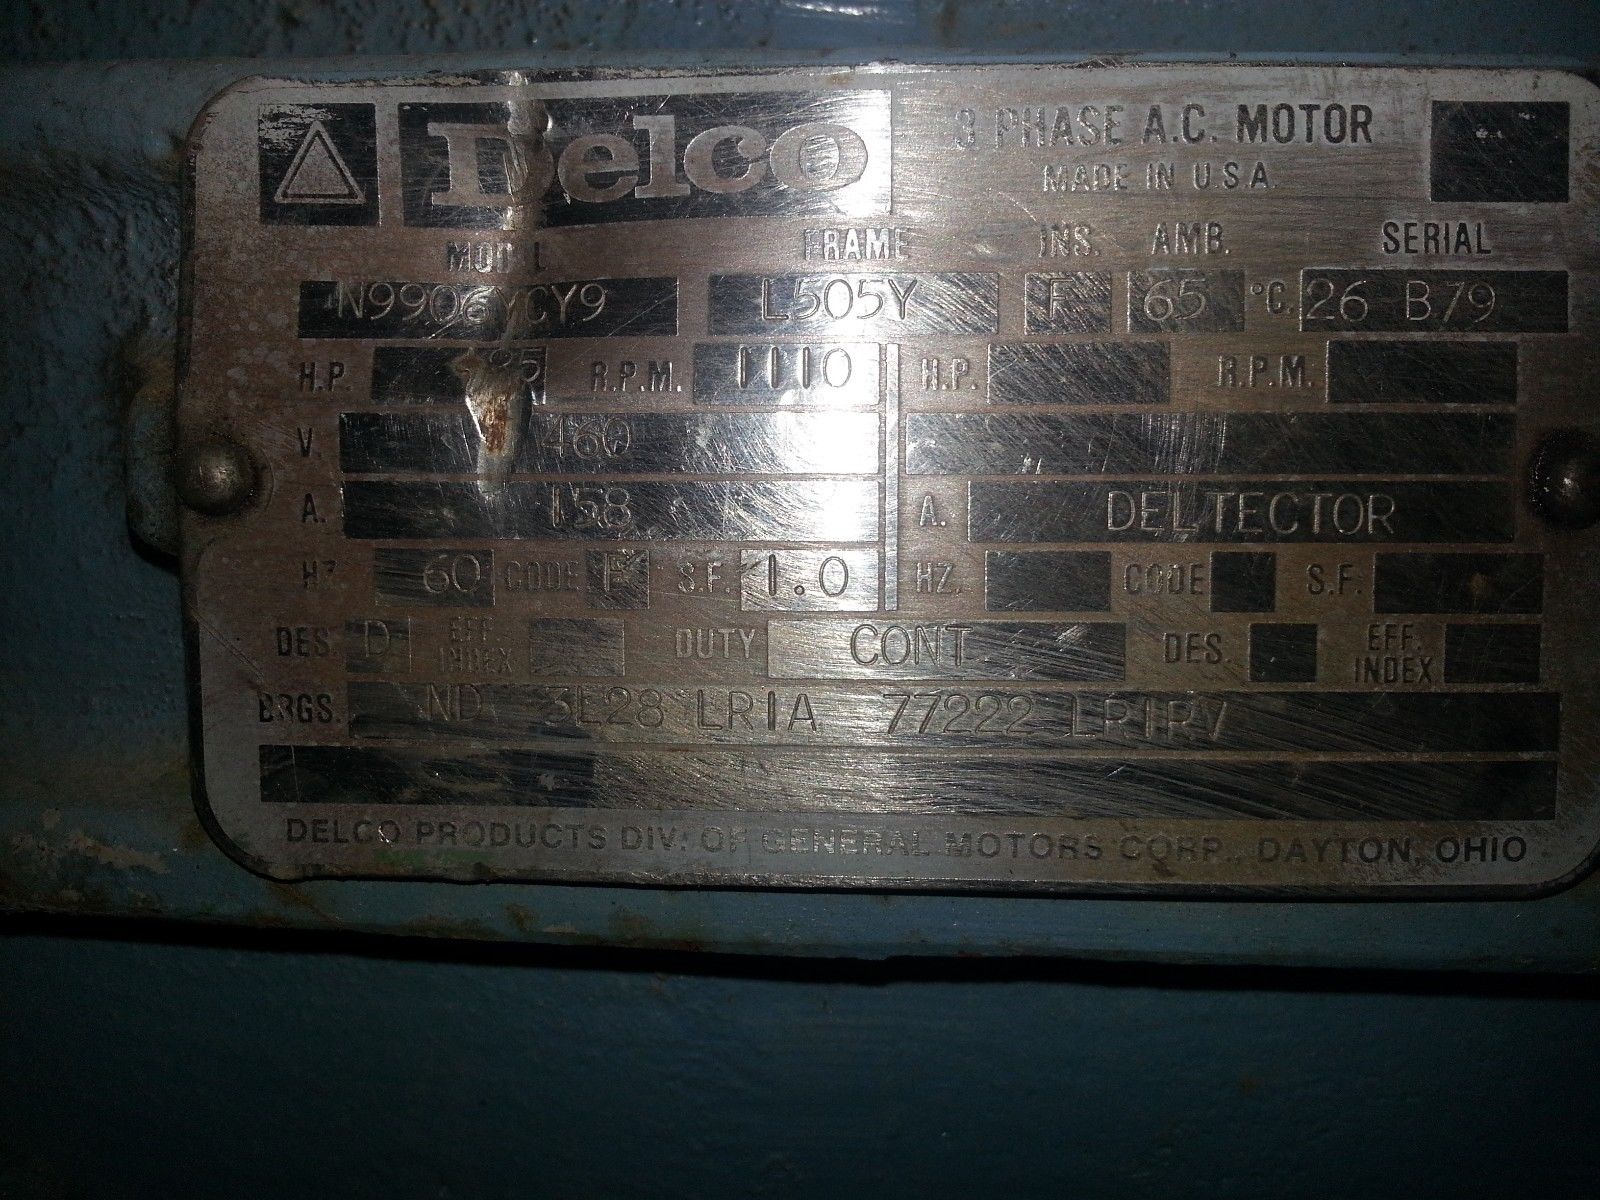 Delco 3 PHASE A.C. MOTOR
MADE IN U.S.A.
MODEL FRAME INS. AMB. SERIAL
N9906YCY9 L505Y F 65 °C. 26 B79
H.P. R.P.M. 1110 H.P. R.P.M.
V. 460
A. 158 A. DELTECTOR
HZ 60 CODE F S.F. 1.0 HZ. CODE S.F.
DES. D EFF. INDEX DUTY CONT. DES. EFF. INDEX
BRGS. ND 3L28 LR1A 77222 LR1RV
DELCO PRODUCTS DIV. OF GENERAL MOTORS CORP., DAYTON, OHIO